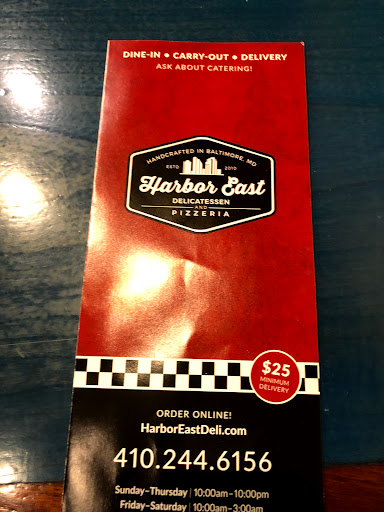 DINE-IN • CARRY-OUT • DELIVERY
ASK ABOUT CATERING!
HANDCRAFTED IN BALTIMORE, MD
ESTD 2010
Harbor East
DELICATESSEN
AND
PIZZERIA
$25
MINIMUM
DELIVERY
ORDER ONLINE!
HarborEastDeli.com
410.244.6156
Sunday–Thursday | 10:00am–10:00pm
Friday–Saturday | 10:00am–3:00am